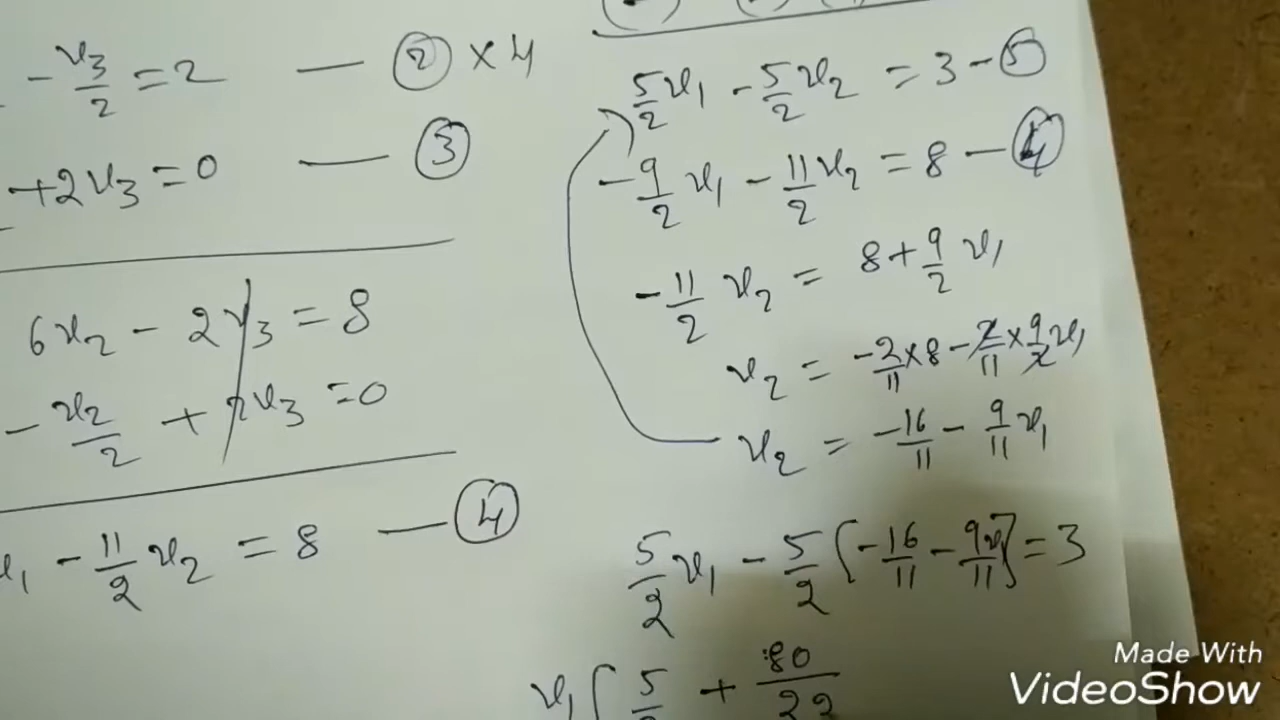 - v3/2 = 2 — ② × 4
+ 2v3 = 0 — ③
6v2 - 2v3 = 8
- v2/2 + 2v3 = 0
v1 - 11/2 v2 = 8 — ④
5/2 v1 - 5/2 v2 = 3 - ⑤
- 9/2 v1 - 11/2 v2 = 8 - ④
- 11/2 v2 = 8 + 9/2 v1
v2 = -2/11 × 8 - 2/11 × 9/2 v1
v2 = -16/11 - 9/11 v1
5/2 v1 - 5/2 [-16/11 - 9v1/11] = 3
v1 [ 5/2 + 80/22
Made With
VideoShow